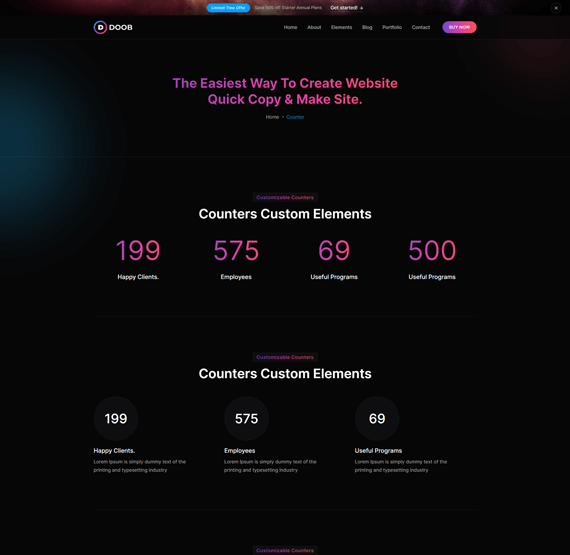 Limited Time Offer Save 50% off Starter Annual Plans Get started!
DOOB Home About Elements Blog Portfolio Contact BUY NOW
The Easiest Way To Create Website
Quick Copy & Make Site.
Home Counter
Customizable Counters
Counters Custom Elements
199 575 69 500
Happy Clients. Employees Useful Programs Useful Programs
Customizable Counters
Counters Custom Elements
199 575 69
Happy Clients. Employees Useful Programs
Lorem Ipsum is simply dummy text of the Lorem Ipsum is simply dummy text of the Lorem Ipsum is simply dummy text of the
printing and typesetting industry printing and typesetting industry printing and typesetting industry
Customizable Counters